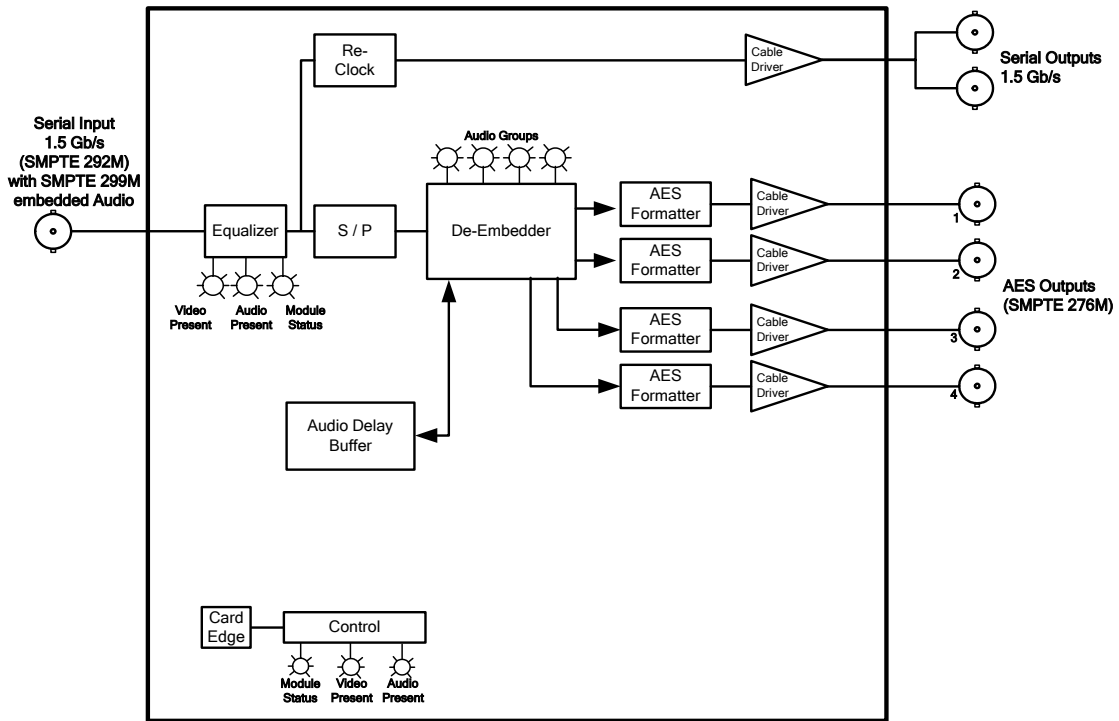 Re-
Clock
Cable
Driver
Serial Outputs
1.5 Gb/s
Serial Input
1.5 Gb/s
(SMPTE 292M)
with SMPTE 299M
embedded Audio
Audio Groups
Equalizer
S / P
De-Embedder
AES
Formatter
Cable
Driver
1
AES
Formatter
Cable
Driver
2
AES Outputs
(SMPTE 276M)
Video
Present
Audio
Present
Module
Status
AES
Formatter
Cable
Driver
3
AES
Formatter
Cable
Driver
4
Audio Delay
Buffer
Card
Edge
Control
Module
Status
Video
Present
Audio
Present